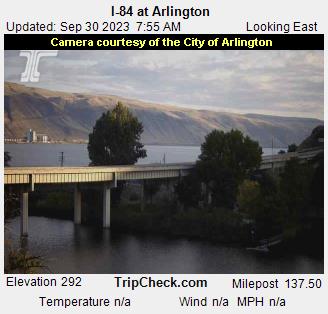 I-84 at Arlington
Updated: Sep 30 2023 7:55 AM Looking East
Camera courtesy of the City of Arlington
Elevation 292 TripCheck.com Milepost 137.50
Temperature n/a Wind n/a MPH n/a